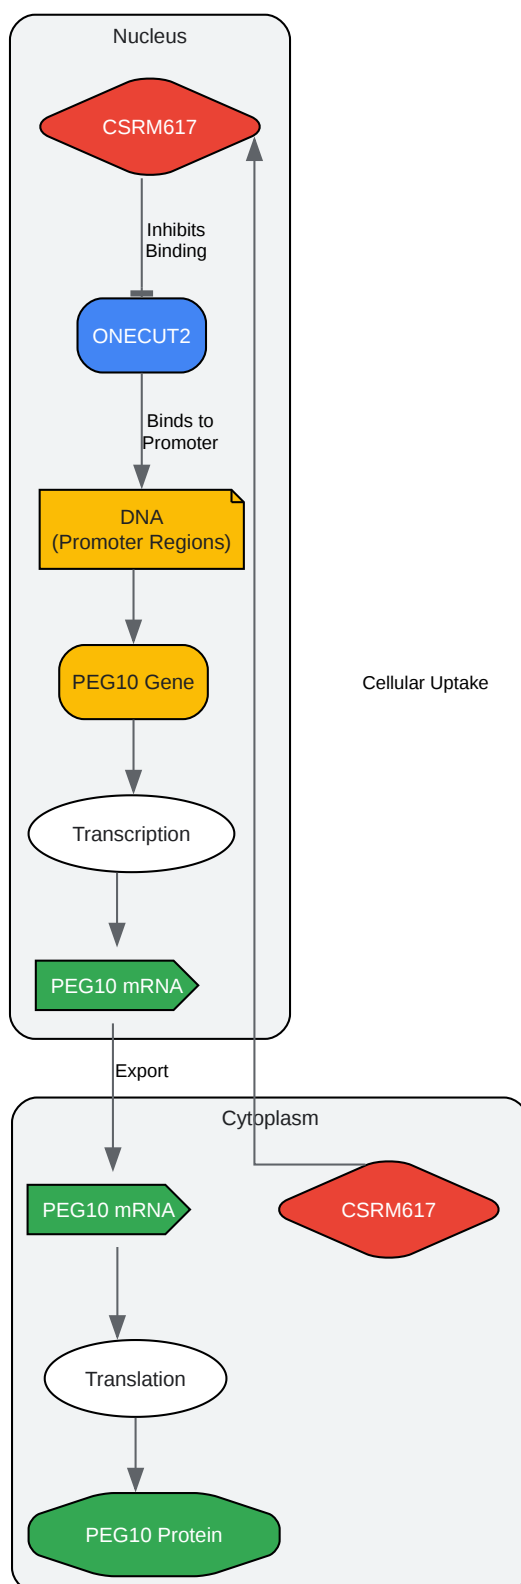 Nucleus
CSRM617
Inhibits
Binding
ONECUT2
Binds to
Promoter
DNA
(Promoter Regions)
PEG10 Gene
Cellular Uptake
Transcription
PEG10 mRNA
Export
Cytoplasm
PEG10 mRNA
CSRM617
Translation
PEG10 Protein